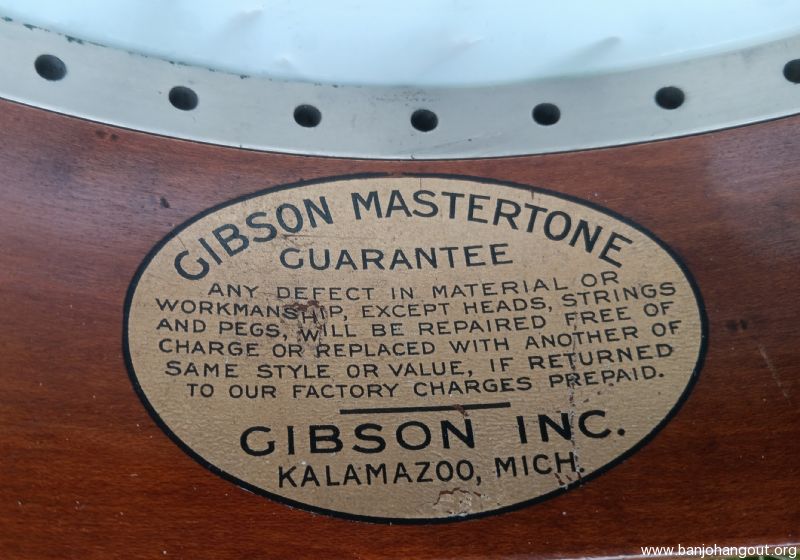 GIBSON MASTERTONE
GUARANTEE
ANY DEFECT IN MATERIAL OR
WORKMANSHIP, EXCEPT HEADS, STRINGS
AND PEGS, WILL BE REPAIRED FREE OF
CHARGE OR REPLACED WITH ANOTHER OF
SAME STYLE OR VALUE, IF RETURNED
TO OUR FACTORY CHARGES PREPAID.
GIBSON INC.
KALAMAZOO, MICH.
www.banjohangout.org